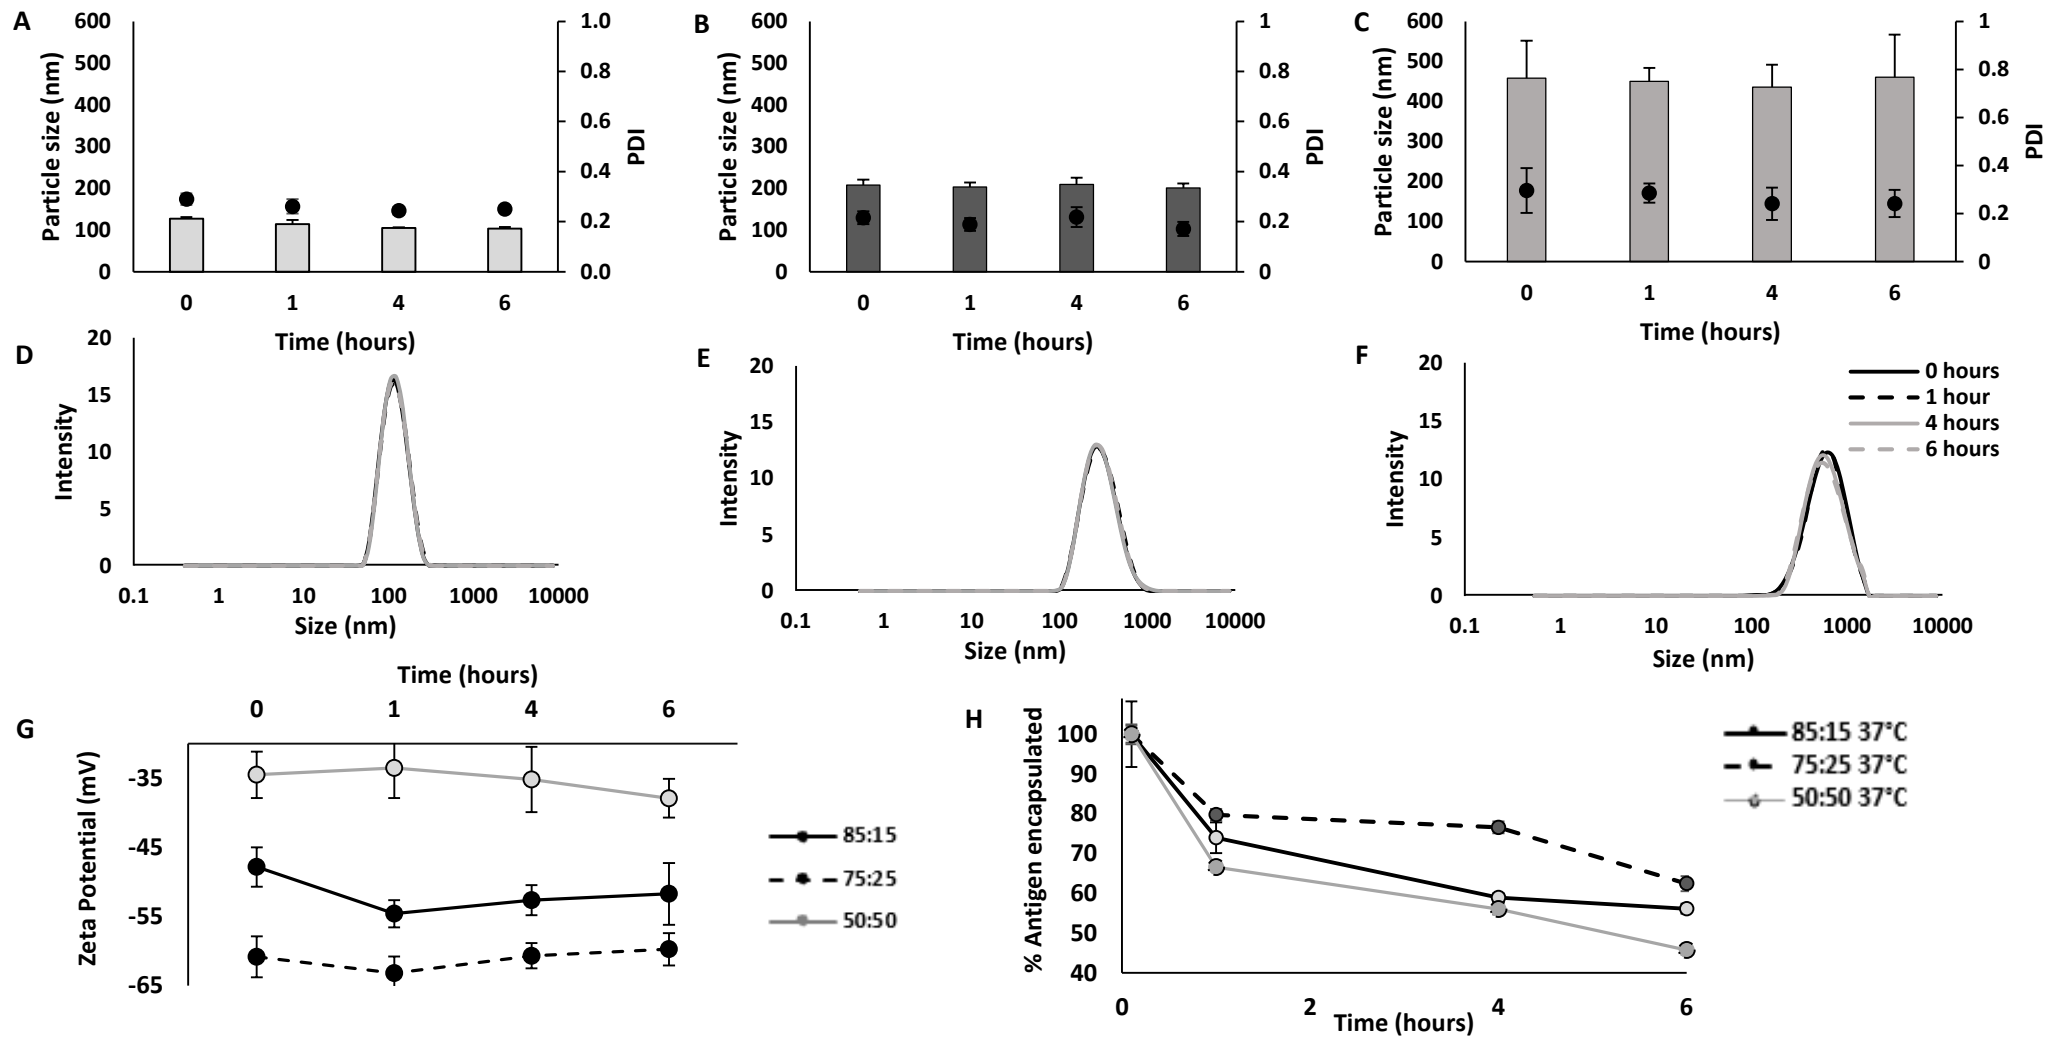 A
Particle size (nm)
600
500
400
300
200
100
0
1.0
0.8
0.6
0.4
0.2
0.0
PDI
0 1 4 6
Time (hours)
B
Particle size (nm)
600
500
400
300
200
100
0
1
0.8
0.6
0.4
0.2
0
PDI
0 1 4 6
Time (hours)
C
Particle size (nm)
600
500
400
300
200
100
0
1
0.8
0.6
0.4
0.2
0
PDI
0 1 4 6
Time (hours)
D
Intensity
20
15
10
5
0
0.1 1 10 100 1000 10000
Size (nm)
E
Intensity
20
15
10
5
0
0.1 1 10 100 1000 10000
Size (nm)
F
Intensity
20
15
10
5
0
0.1 1 10 100 1000 10000
Size (nm)
0 hours
1 hour
4 hours
6 hours
G
Time (hours)
0 1 4 6
Zeta Potential (mV)
-35
-45
-55
-65
85:15
75:25
50:50
H
% Antigen encapsulated
100
90
80
70
60
50
40
0 2 4 6
Time (hours)
85:15 37°C
75:25 37°C
50:50 37°C